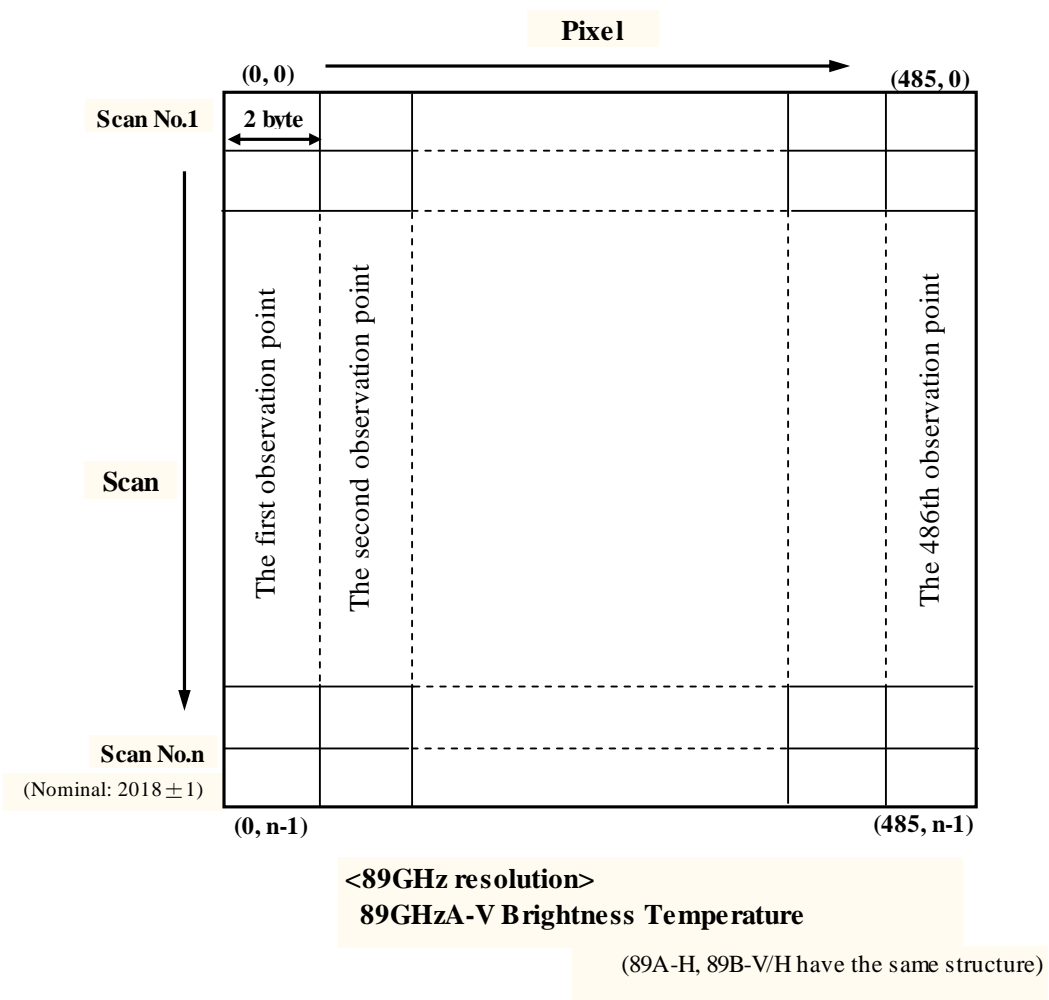 Pixel
(0, 0)
(485, 0)
Scan No.1
2 byte
The first observation point
The second observation point
The 486th observation point
Scan
Scan No.n
(Nominal: 2018±1)
(0, n-1)
(485, n-1)
<89GHz resolution>
89GHzA-V Brightness Temperature
(89A-H, 89B-V/H have the same structure)